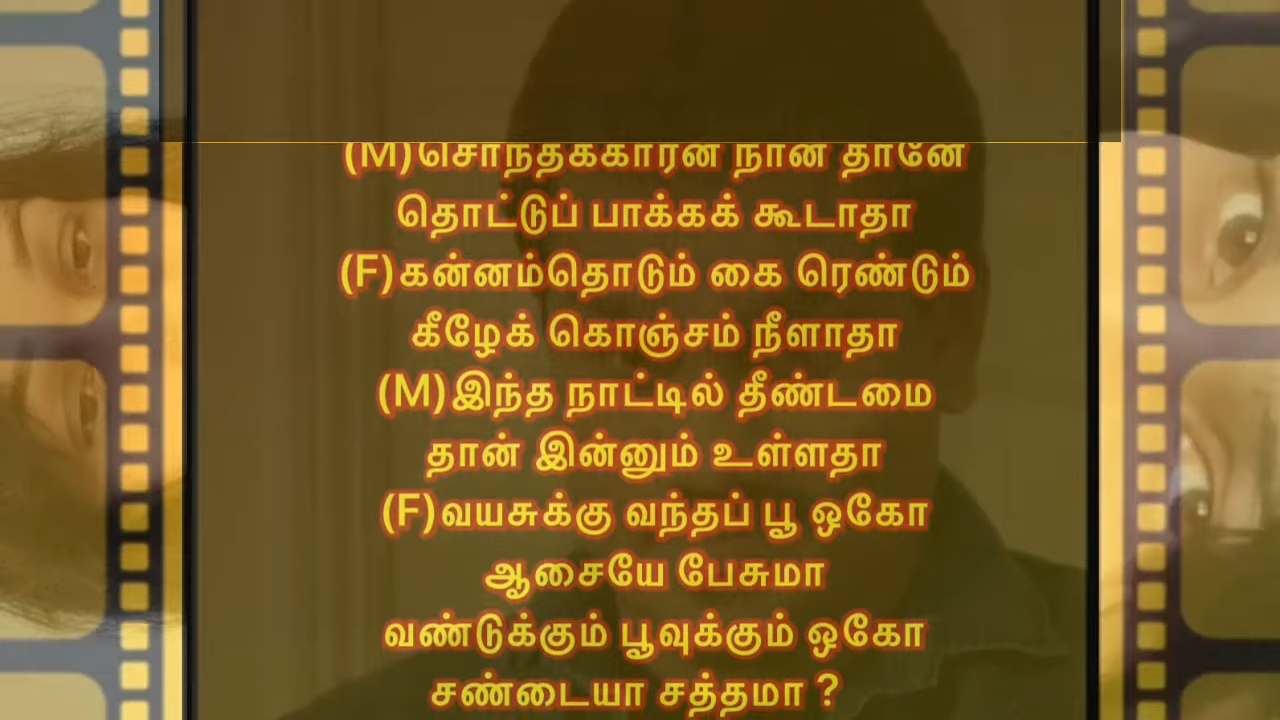 (M)சொந்தக்காரன் நான் தானே
தொட்டுப் பாக்கக் கூடாதா
(F)கன்னம்தொடும் கை ரெண்டும்
கீழேக் கொஞ்சம் நீளாதா
(M)இந்த நாட்டில் தீண்டமை
தான் இன்னும் உள்ளதா
(F)வயசுக்கு வந்தப் பூ ஒகோ
ஆசையே பேசுமா
வண்டுக்கும் பூவுக்கும் ஒகோ
சண்டையா சத்தமா ?